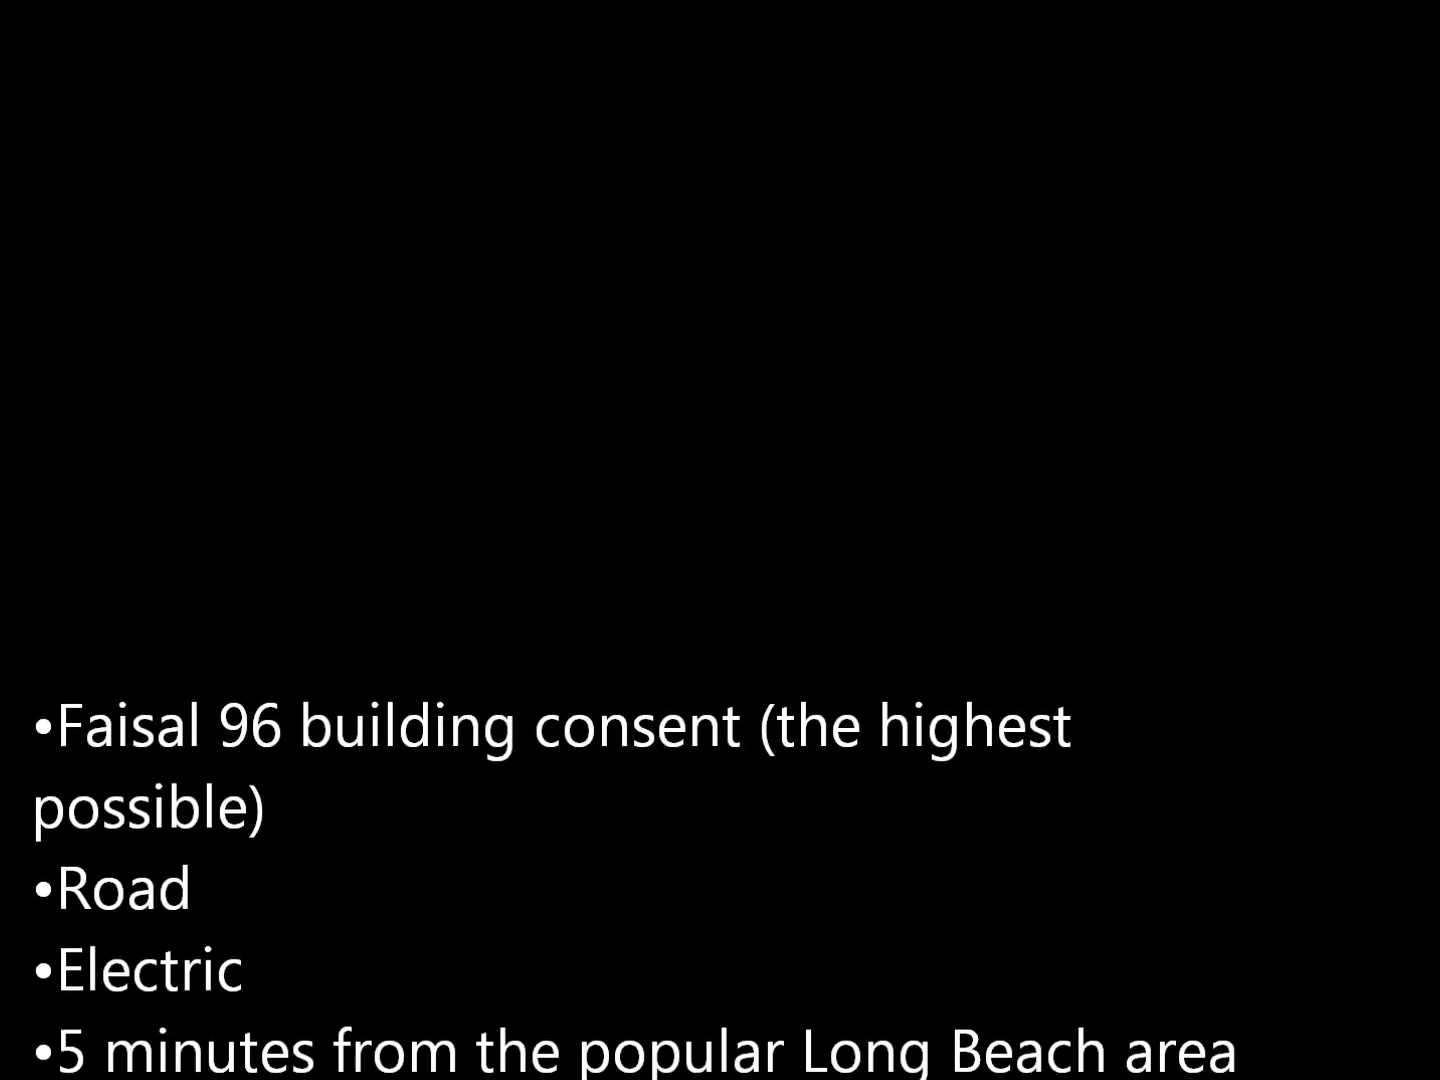 •Faisal 96 building consent (the highest
possible)
•Road
•Electric
•5 minutes from the popular Long Beach area